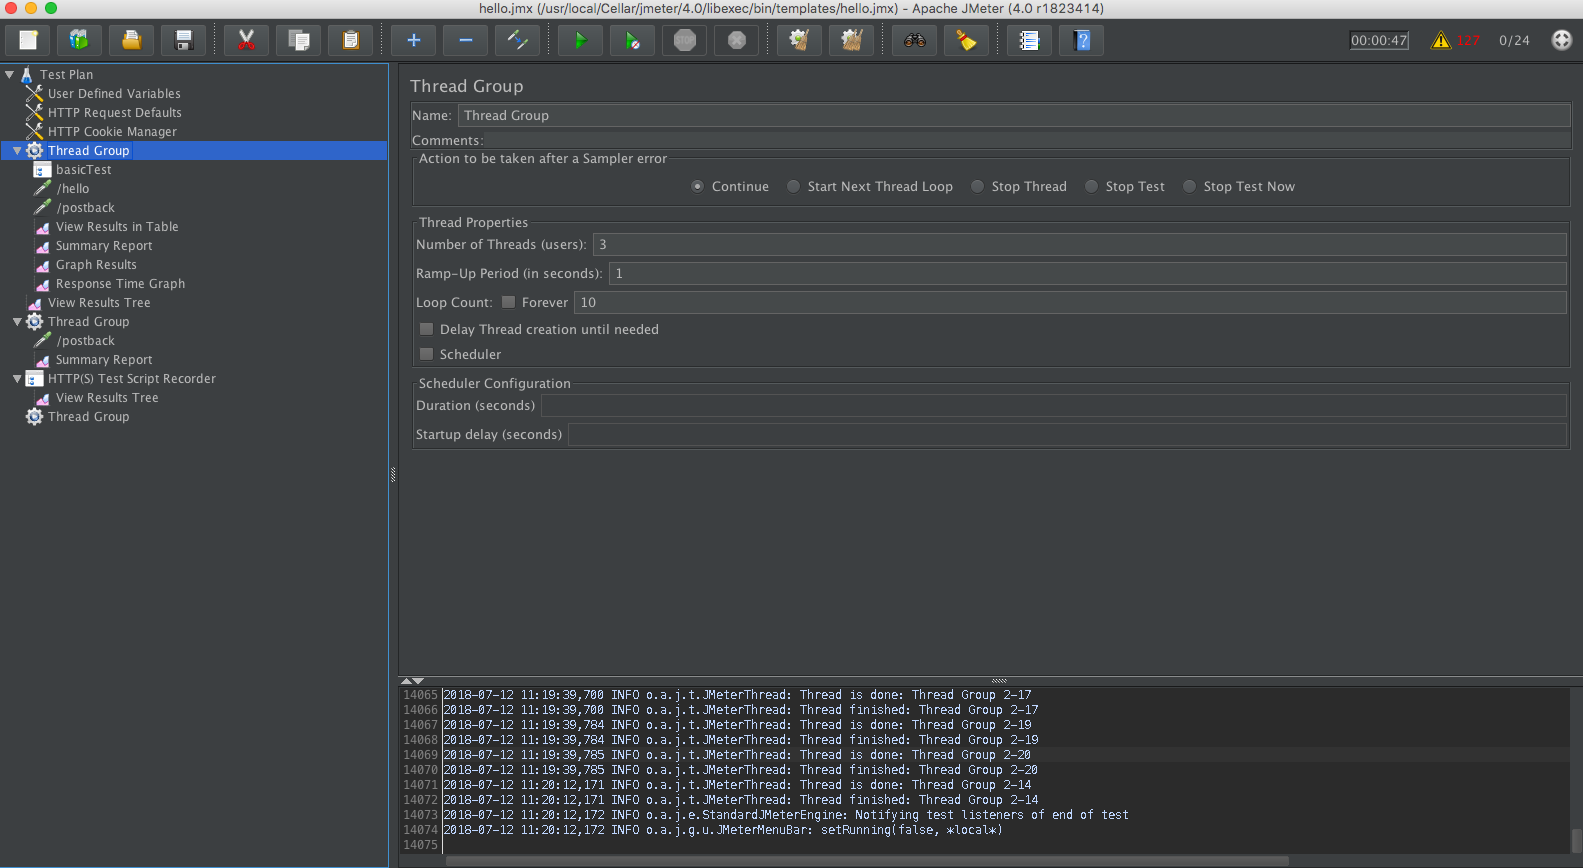 hello.jmx (/usr/local/Cellar/jmeter/4.0/libexec/bin/templates/hello.jmx) - Apache JMeter (4.0 r1823414)
STOP
00:00:47 127 0/24
Test Plan
User Defined Variables
HTTP Request Defaults
HTTP Cookie Manager
Thread Group
basicTest
/hello
/postback
View Results in Table
Summary Report
Graph Results
Response Time Graph
View Results Tree
Thread Group
/postback
Summary Report
HTTP(S) Test Script Recorder
View Results Tree
Thread Group
Thread Group
Name: Thread Group
Comments:
Action to be taken after a Sampler error
Continue Start Next Thread Loop Stop Thread Stop Test Stop Test Now
Thread Properties
Number of Threads (users): 3
Ramp-Up Period (in seconds): 1
Loop Count: Forever 10
Delay Thread creation until needed
Scheduler
Scheduler Configuration
Duration (seconds)
Startup delay (seconds)
14065 2018-07-12 11:19:39,700 INFO o.a.j.t.JMeterThread: Thread is done: Thread Group 2-17
14066 2018-07-12 11:19:39,700 INFO o.a.j.t.JMeterThread: Thread finished: Thread Group 2-17
14067 2018-07-12 11:19:39,784 INFO o.a.j.t.JMeterThread: Thread is done: Thread Group 2-19
14068 2018-07-12 11:19:39,784 INFO o.a.j.t.JMeterThread: Thread finished: Thread Group 2-19
14069 2018-07-12 11:19:39,785 INFO o.a.j.t.JMeterThread: Thread is done: Thread Group 2-20
14070 2018-07-12 11:19:39,785 INFO o.a.j.t.JMeterThread: Thread finished: Thread Group 2-20
14071 2018-07-12 11:20:12,171 INFO o.a.j.t.JMeterThread: Thread is done: Thread Group 2-14
14072 2018-07-12 11:20:12,171 INFO o.a.j.t.JMeterThread: Thread finished: Thread Group 2-14
14073 2018-07-12 11:20:12,172 INFO o.a.j.e.StandardJMeterEngine: Notifying test listeners of end of test
14074 2018-07-12 11:20:12,172 INFO o.a.j.g.u.JMeterMenuBar: setRunning(false, *local*)
14075